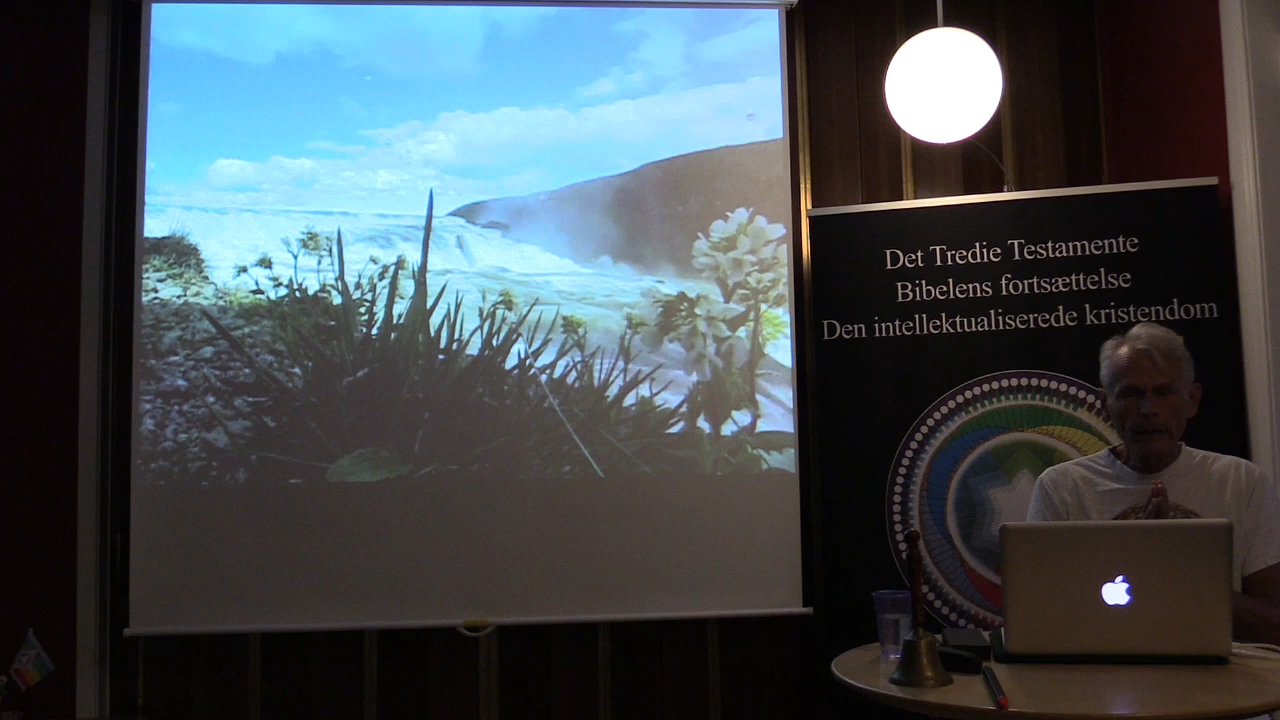 Det Tredie Testamente
Bibelens fortsættelse
Den intellektualiserede kristendom